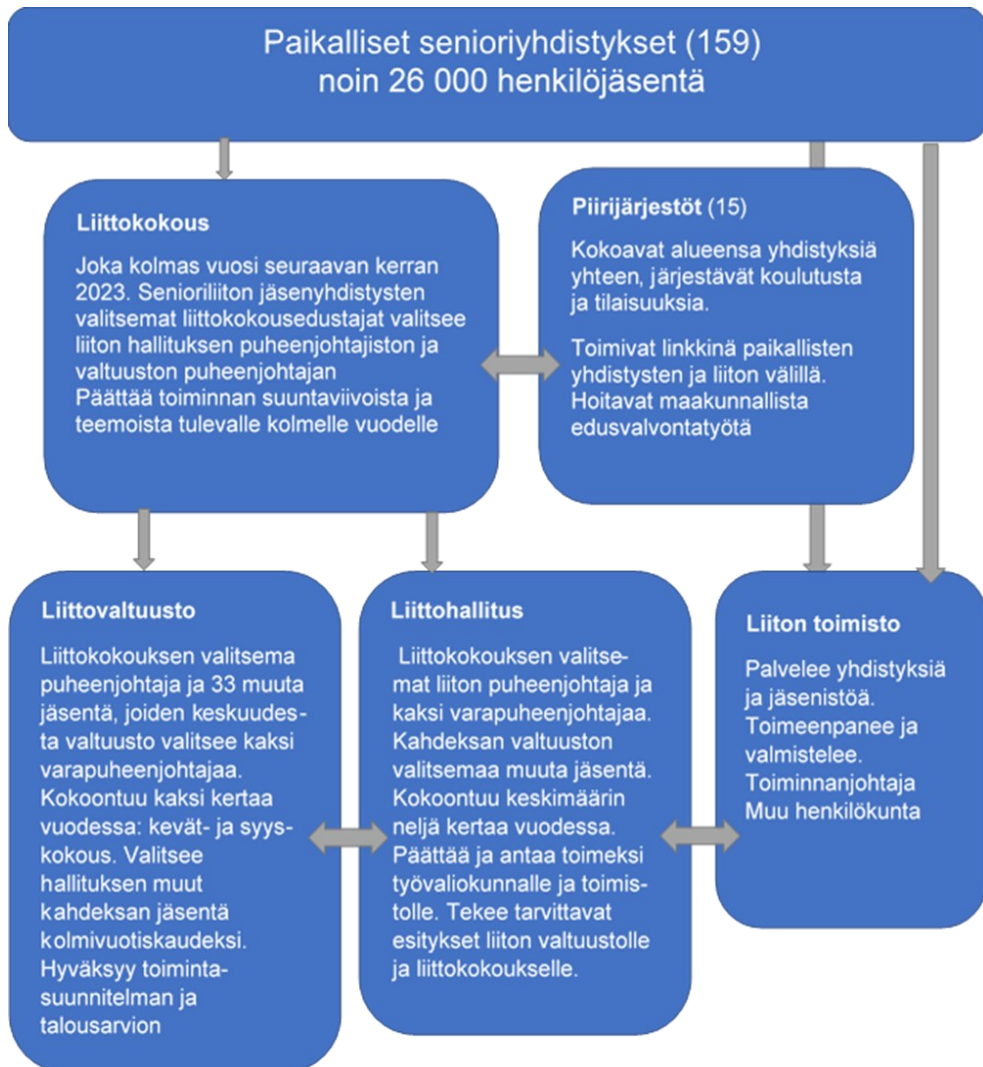 Paikalliset senioriyhdistykset (159)
noin 26 000 henkilöjäsentä
Liittokokous
Joka kolmas vuosi seuraavan kerran
2023. Senioriliiton jäsenyhdistysten
valitsemat liittokokousedustajat valitsee
liiton hallituksen puheenjohtajiston ja
valtuuston puheenjohtajan
Päättää toiminnan suuntaviivoista ja
teemoista tulevalle kolmelle vuodelle
Piirijärjestöt (15)
Kokoavat alueensa yhdistyksiä
yhteen, järjestävät koulutusta
ja tilaisuuksia.
Toimivat linkkinä paikallisten
yhdistysten ja liiton välillä.
Hoitavat maakunnallista
edusvalvontatyötä
Liittovaltuusto
Liittokokouksen valitsema
puheenjohtaja ja 33 muuta
jäsentä, joiden keskuudes-
ta valtuusto valitsee kaksi
varapuheenjohtajaa.
Kokoontuu kaksi kertaa
vuodessa: kevät- ja syys-
kokous. Valitsee
hallituksen muut
kahdeksan jäsentä
kolmivuotiskaudeksi.
Hyväksyy toiminta-
suunnitelman ja
talousarvion
Liittohallitus
Liittokokouksen valitse-
mat liiton puheenjohtaja ja
kaksi varapuheenjohtajaa.
Kahdeksan valtuuston
valitsemaa muuta jäsentä.
Kokoontuu keskimäärin
neljä kertaa vuodessa.
Päättää ja antaa toimeksi
työvaliokunnalle ja toimis-
tolle. Tekee tarvittavat
esitykset liiton valtuustolle
ja liittokokoukselle.
Liiton toimisto
Palvelee yhdistyksiä
ja jäsenistöä.
Toimeenpanee ja
valmistelee.
Toiminnanjohtaja
Muu henkilökunta